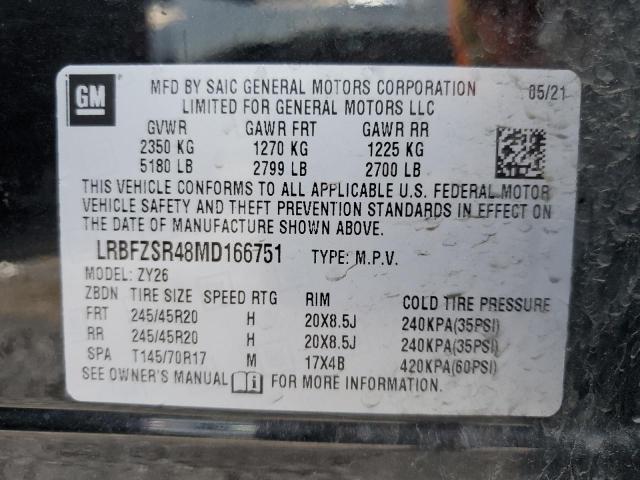 GM
MFD BY SAIC GENERAL MOTORS CORPORATION 05/21
LIMITED FOR GENERAL MOTORS LLC
GVWR GAWR FRT GAWR RR
2350 KG 1270 KG 1225 KG
5180 LB 2799 LB 2700 LB
THIS VEHICLE CONFORMS TO ALL APPLICABLE U.S. FEDERAL MOTOR
VEHICLE SAFETY AND THEFT PREVENTION STANDARDS IN EFFECT ON
THE DATE OF MANUFACTURE SHOWN ABOVE.
LRBFZSR48MD166751 TYPE: M.P.V.
MODEL: ZY26
ZBDN TIRE SIZE SPEED RTG RIM COLD TIRE PRESSURE
FRT 245/45R20 H 20X8.5J 240KPA(35PSI)
RR 245/45R20 H 20X8.5J 240KPA(35PSI)
SPA T145/70R17 M 17X4B 420KPA(60PSI)
SEE OWNER'S MANUAL i FOR MORE INFORMATION.